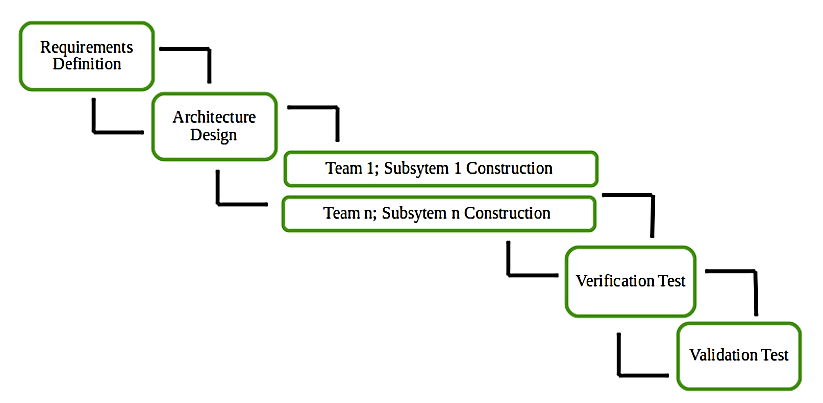 Requirements
Definition
Architecture
Design
Team 1; Subsytem 1 Construction
Team n; Subsytem n Construction
Verification Test
Validation Test